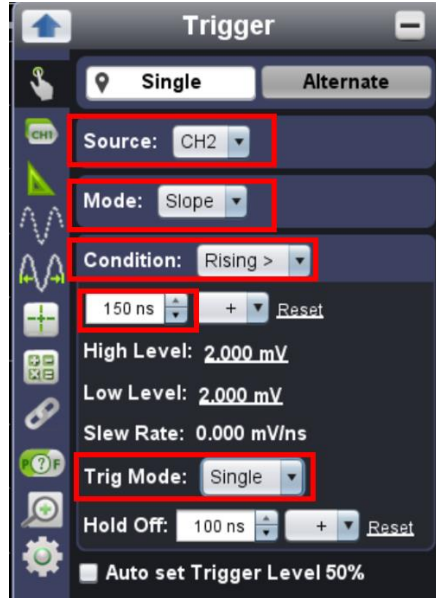 Trigger
Single Alternate
CH1
Source: CH2
Mode: Slope
Condition: Rising >
150 ns + Reset
High Level: 2.000 mV
Low Level: 2.000 mV
Slew Rate: 0.000 mV/ns
P?F
Trig Mode: Single
Hold Off: 100 ns + Reset
Auto set Trigger Level 50%